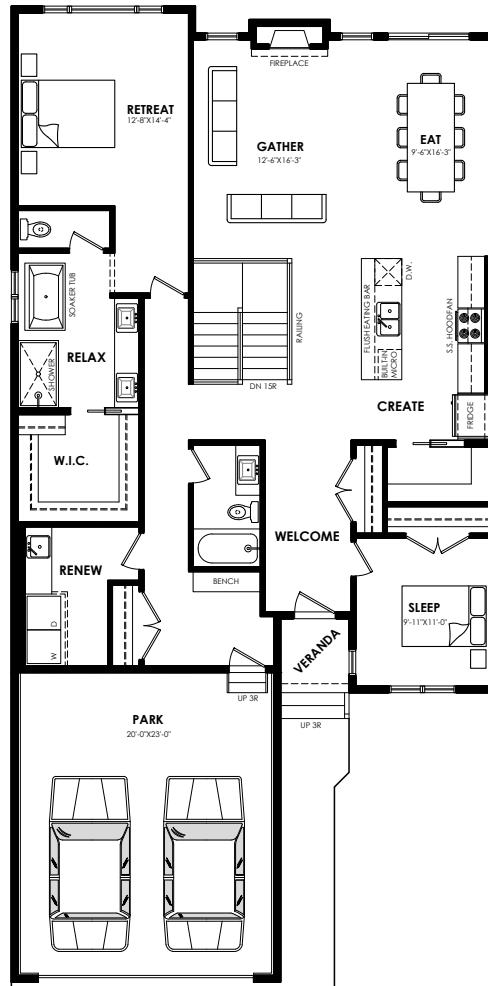 FIREPLACE
RETREAT
12'-8"X14'-4"
GATHER
12'-6"X16'-3"
EAT
9'-6"X16'-3"
SOAKER TUB
RAILING
FLUSH EATING BAR
D.W.
S.S. HOODFAN
RELAX
SHOWER
BUILT-IN
MICRO
DN 15R
CREATE
FRIDGE
W.I.C.
WELCOME
RENEW
BENCH
W
D
SLEEP
9'-11"X11'-0"
VERANDA
UP 3R
UP 3R
PARK
20'-0"X23'-0"